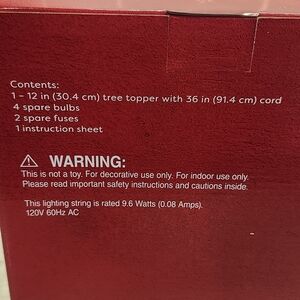 Contents:
1 – 12 in (30.4 cm) tree topper with 36 in (91.4 cm) cord
4 spare bulbs
2 spare fuses
1 instruction sheet
⚠ WARNING:
This is not a toy. For decorative use only. For indoor use only.
Please read important safety instructions and cautions inside.
This lighting string is rated 9.6 Watts (0.08 Amps).
120V 60Hz AC